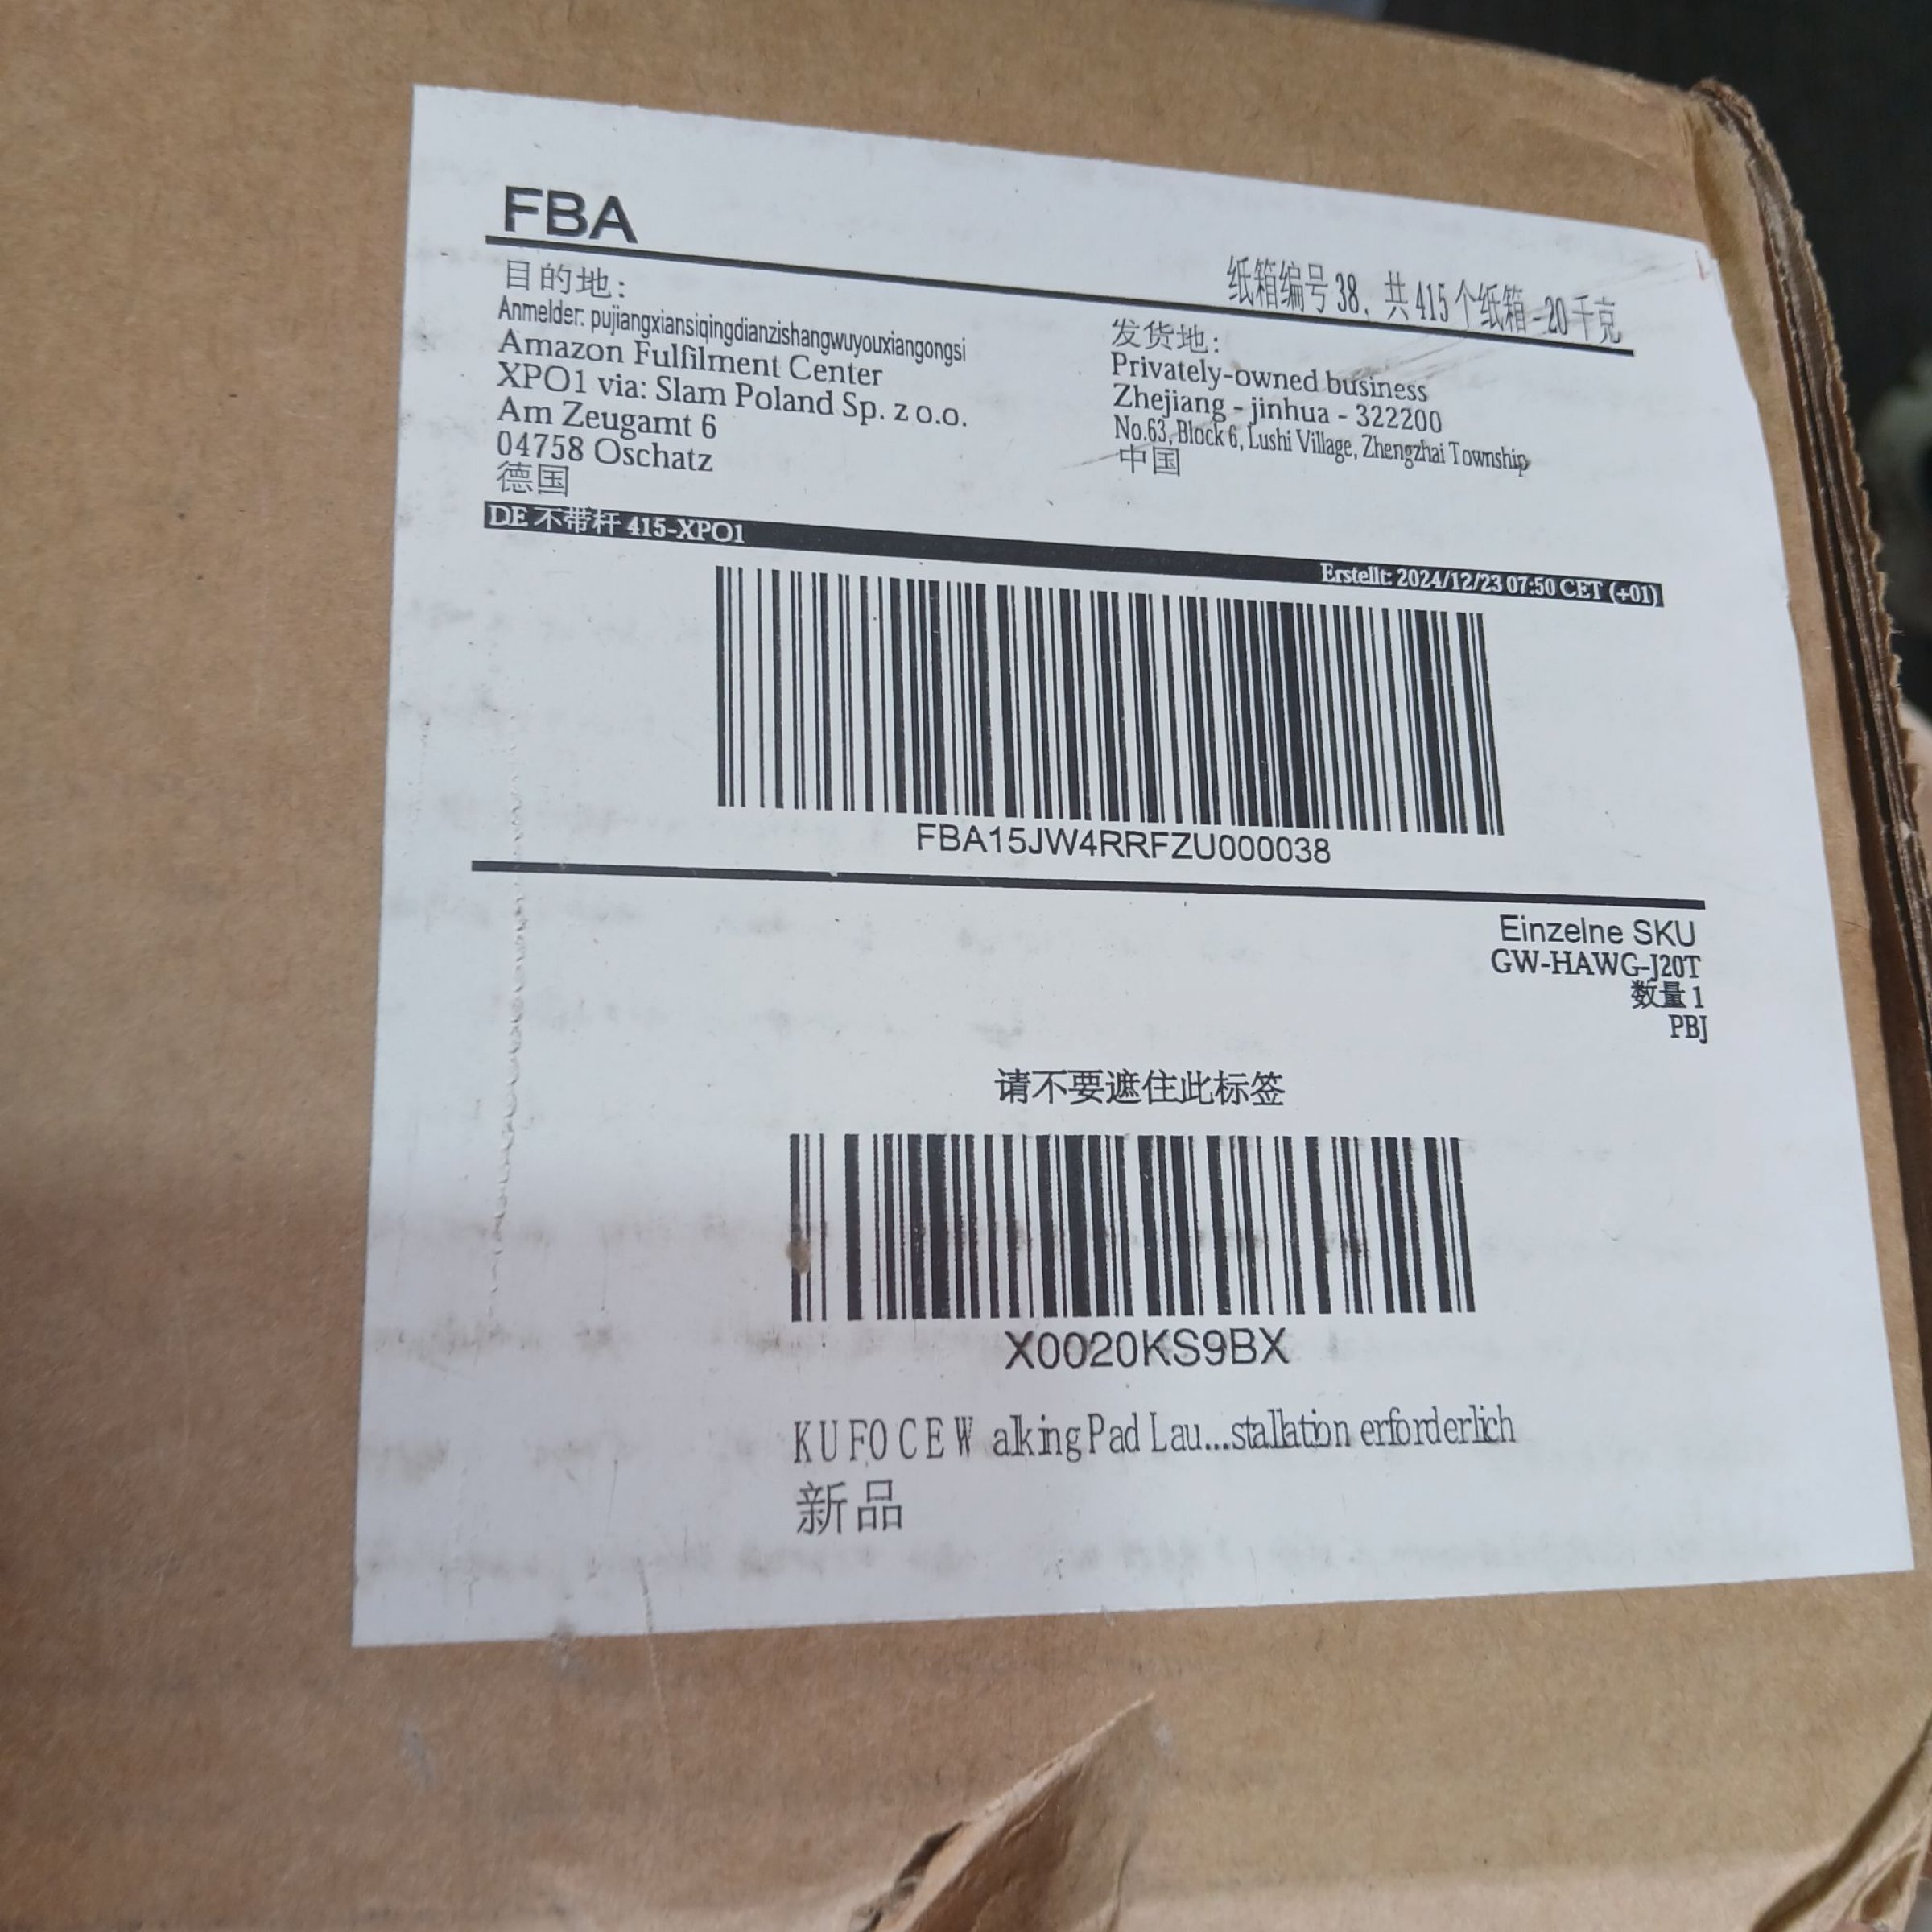 FBA
纸箱编号 38，共 415 个纸箱 - 20 千克
目的地：
Anmelder: pujiangxiansiqingdianzishangwuyouxiangongsi
Amazon Fulfilment Center
XPO1 via: Slam Poland Sp. z o.o.
Am Zeugamt 6
04758 Oschatz
德国
发货地：
Privately-owned business
Zhejiang - jinhua - 322200
No.63, Block 6, Lushi Village, Zhengzhai Township
中国
DE 不带杆 415-XPO1
Erstellt: 2024/12/23 07:50 CET (+01)
FBA15JW4RRFZU000038
Einzelne SKU
GW-HAWG-J20T
数量 1
PBJ
请不要遮住此标签
X0020KS9BX
KUFOCE Walking Pad Lau...stallation erforderlich
新品